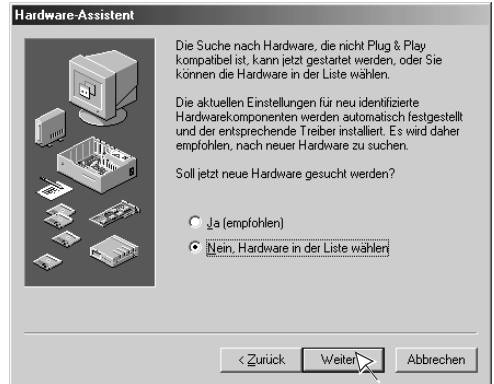 Hardware-Assistent
Die Suche nach Hardware, die nicht Plug & Play
kompatibel ist, kann jetzt gestartet werden, oder Sie
können die Hardware in der Liste wählen.
Die aktuellen Einstellungen für neu identifizierte
Hardwarekomponenten werden automatisch festgestellt
und der entsprechende Treiber installiert. Es wird daher
empfohlen, nach neuer Hardware zu suchen.
Soll jetzt neue Hardware gesucht werden?
Ja (empfohlen)
Nein, Hardware in der Liste wählen
< Zurück Weiter Abbrechen